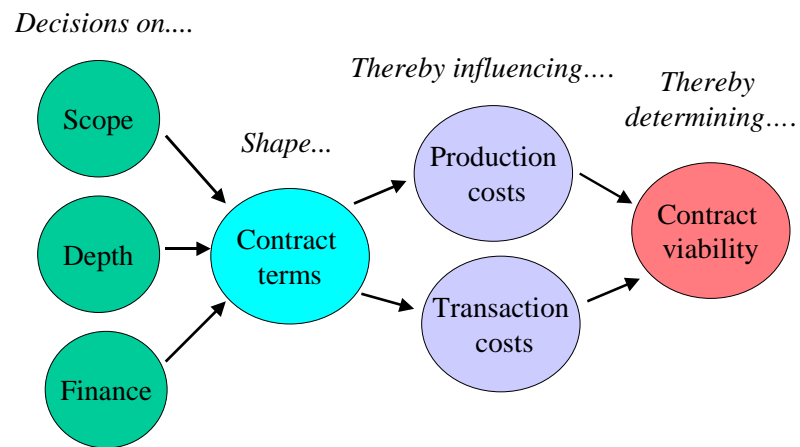 Decisions on....
Scope
Depth
Finance
Shape...
Contract
terms
Thereby influencing….
Production
costs
Transaction
costs
Thereby
determining….
Contract
viability